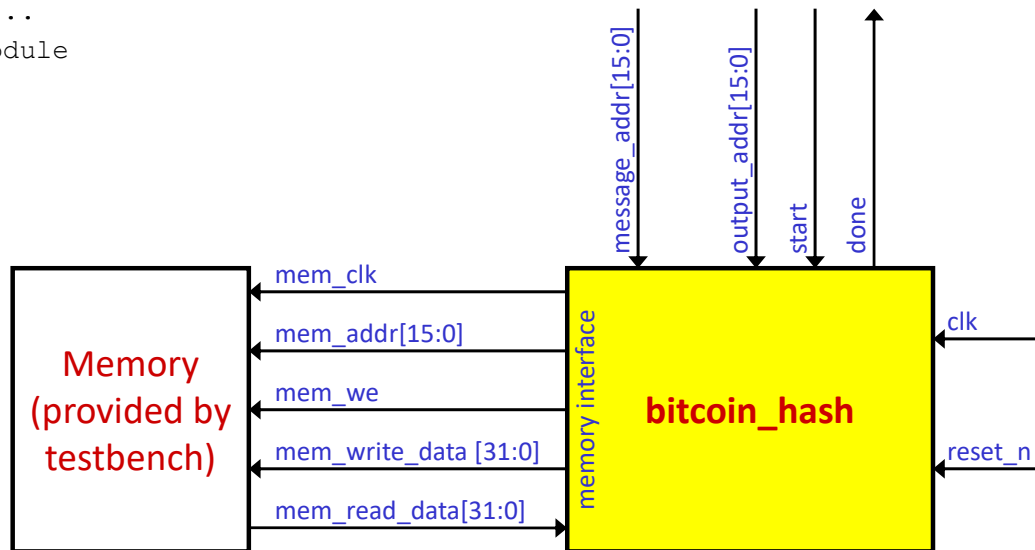 ..
odule
message_addr[15:0]
output_addr[15:0]
start
done
mem_clk
mem_addr[15:0]
mem_we
mem_write_data [31:0]
mem_read_data[31:0]
Memory
(provided by
testbench)
memory interface
bitcoin_hash
clk
reset_n